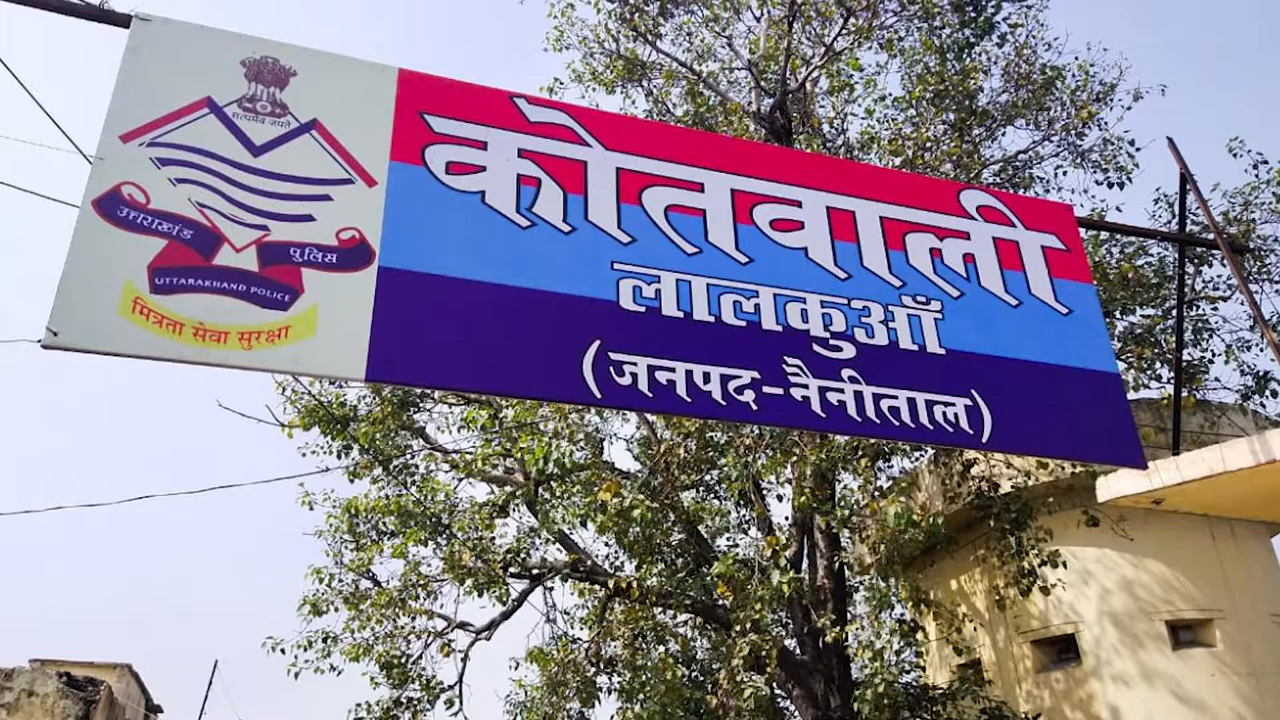 सत्यमेव जयते
उत्तराखंड पुलिस
UTTARAKHAND POLICE
मित्रता सेवा सुरक्षा
कोतवाली
लालकुआँ
(जनपद-नैनीताल)